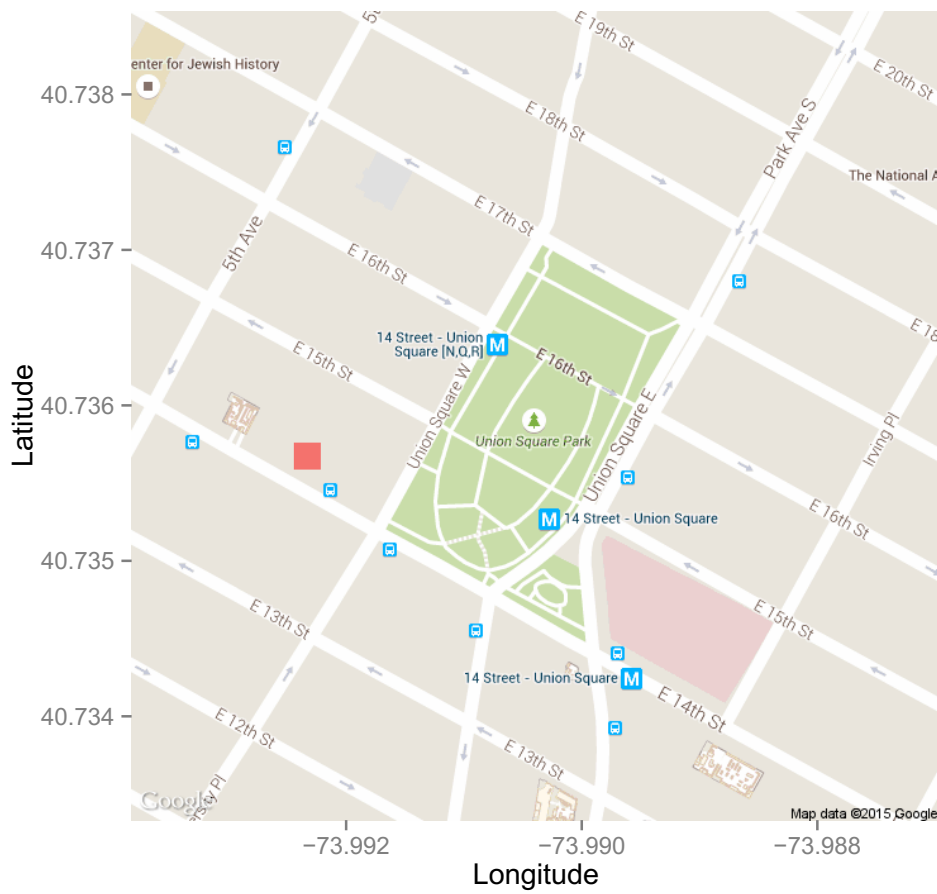 5t
E 19th St
enter for Jewish History
E 20th St
40.738
E 18th St
Park Ave S
The National A
E 17th St
5th Ave
40.737
E 16th St
E 18
14 Street - Union
Square [N,Q,R]
M
E 15th St
E 16th St
40.736
Union Square W
Union Square Park
Union Square E
Irving Pl
M
14 Street - Union Square
E 16th St
40.735
E 13th St
E 15th St
14 Street - Union Square
M
E 14th St
40.734
E 12th St
E 13th St
ersity Pl
Google
Map data ©2015 Google
−73.992
−73.990
−73.988
Longitude
Latitude